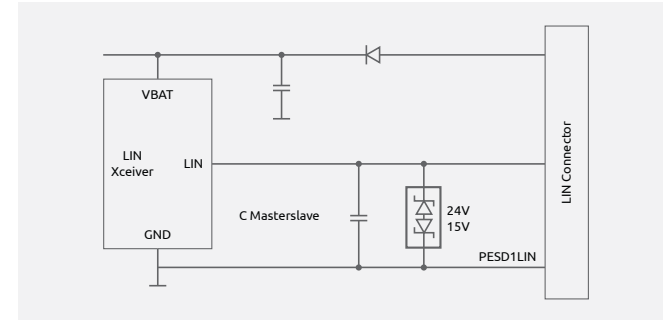 VBAT
LIN
Xceiver
LIN
C Masterslave
24V
15V
GND
PESD1LIN
LIN Connector